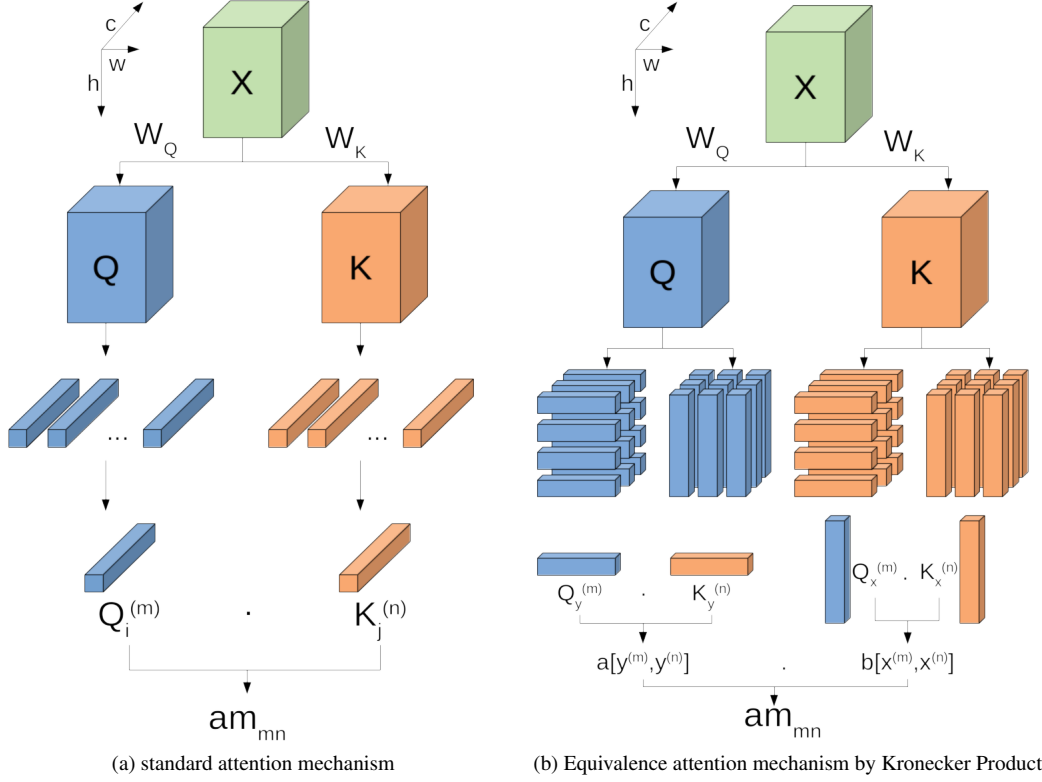 c
w
h
X
W_Q
W_K
Q
K
...
...
Q_i^(m)
.
K_j^(n)
am_mn
(a) standard attention mechanism
c
w
h
X
W_Q
W_K
Q
K
Q_y^(m) . K_y^(n)
Q_x^(m) . K_x^(n)
a[y^(m),y^(n)] . b[x^(m),x^(n)]
am_mn
(b) Equivalence attention mechanism by Kronecker Product